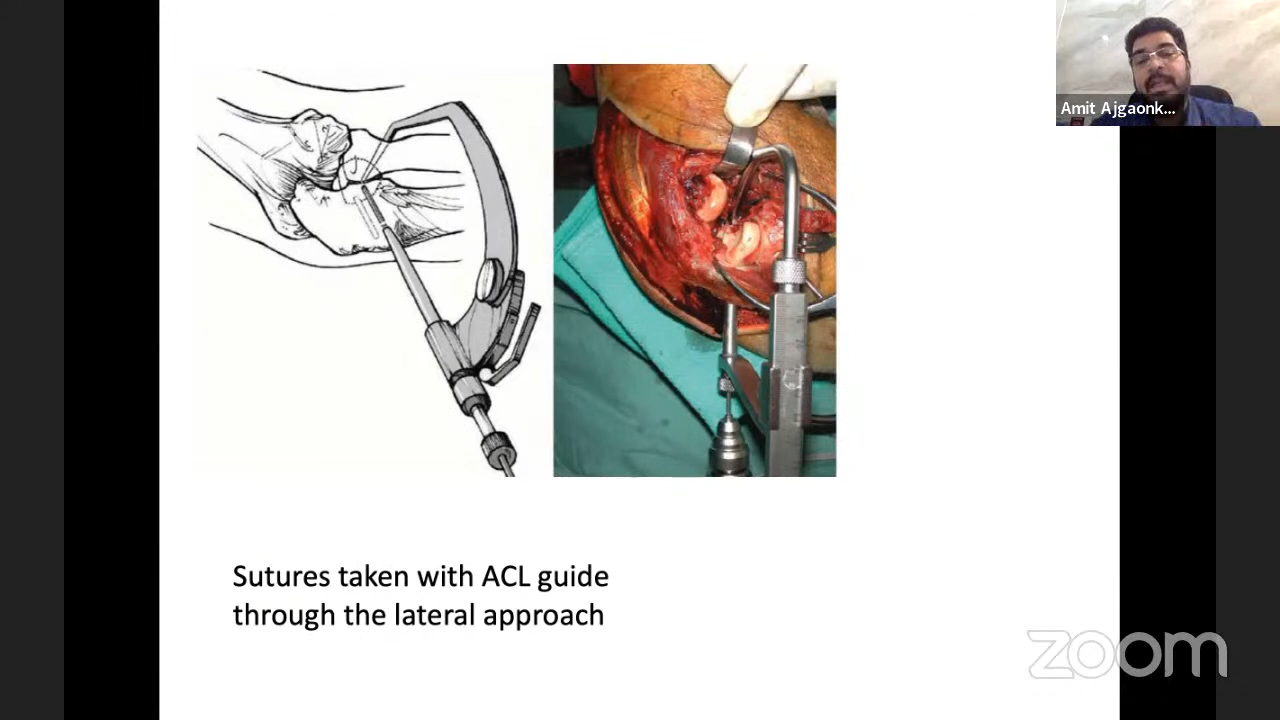 Amit Ajgaonk...
Sutures taken with ACL guide
through the lateral approach
zoom